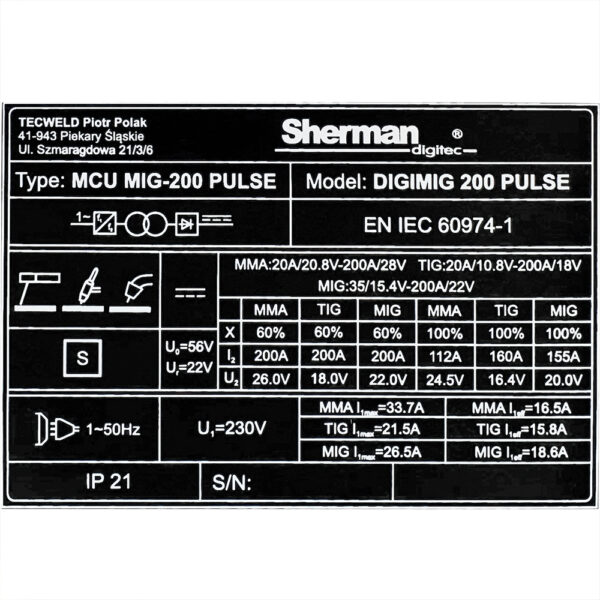 TECWELD Piotr Polak
41-943 Piekary Śląskie
Ul. Szmaragdowa 21/3/6
Sherman ®
digitec
Type: MCU MIG-200 PULSE
Model: DIGIMIG 200 PULSE
1~
EN IEC 60974-1
MMA:20A/20.8V-200A/28V TIG:20A/10.8V-200A/18V
MIG:35/15.4V-200A/22V
MMA TIG MIG MMA TIG MIG
X 60% 60% 60% 100% 100% 100%
I2 200A 200A 200A 112A 160A 155A
U2 26.0V 18.0V 22.0V 24.5V 16.4V 20.0V
S
U0=56V
Ur=22V
1~50Hz
U1=230V
MMA I1max=33.7A MMA I1eff=16.5A
TIG I1max=21.5A TIG I1eff=15.8A
MIG I1max=26.5A MIG I1eff=18.6A
IP 21
S/N: